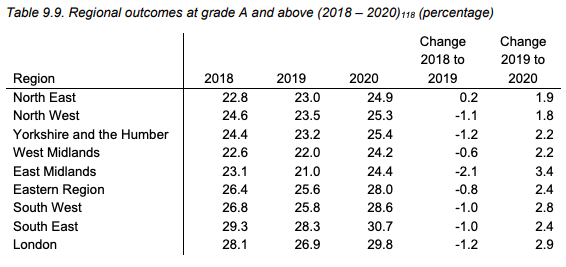 Table 9.9. Regional outcomes at grade A and above (2018 – 2020)118 (percentage)
Change Change
2018 to 2019 to
Region 2018 2019 2020 2019 2020
North East 22.8 23.0 24.9 0.2 1.9
North West 24.6 23.5 25.3 -1.1 1.8
Yorkshire and the Humber 24.4 23.2 25.4 -1.2 2.2
West Midlands 22.6 22.0 24.2 -0.6 2.2
East Midlands 23.1 21.0 24.4 -2.1 3.4
Eastern Region 26.4 25.6 28.0 -0.8 2.4
South West 26.8 25.8 28.6 -1.0 2.8
South East 29.3 28.3 30.7 -1.0 2.4
London 28.1 26.9 29.8 -1.2 2.9